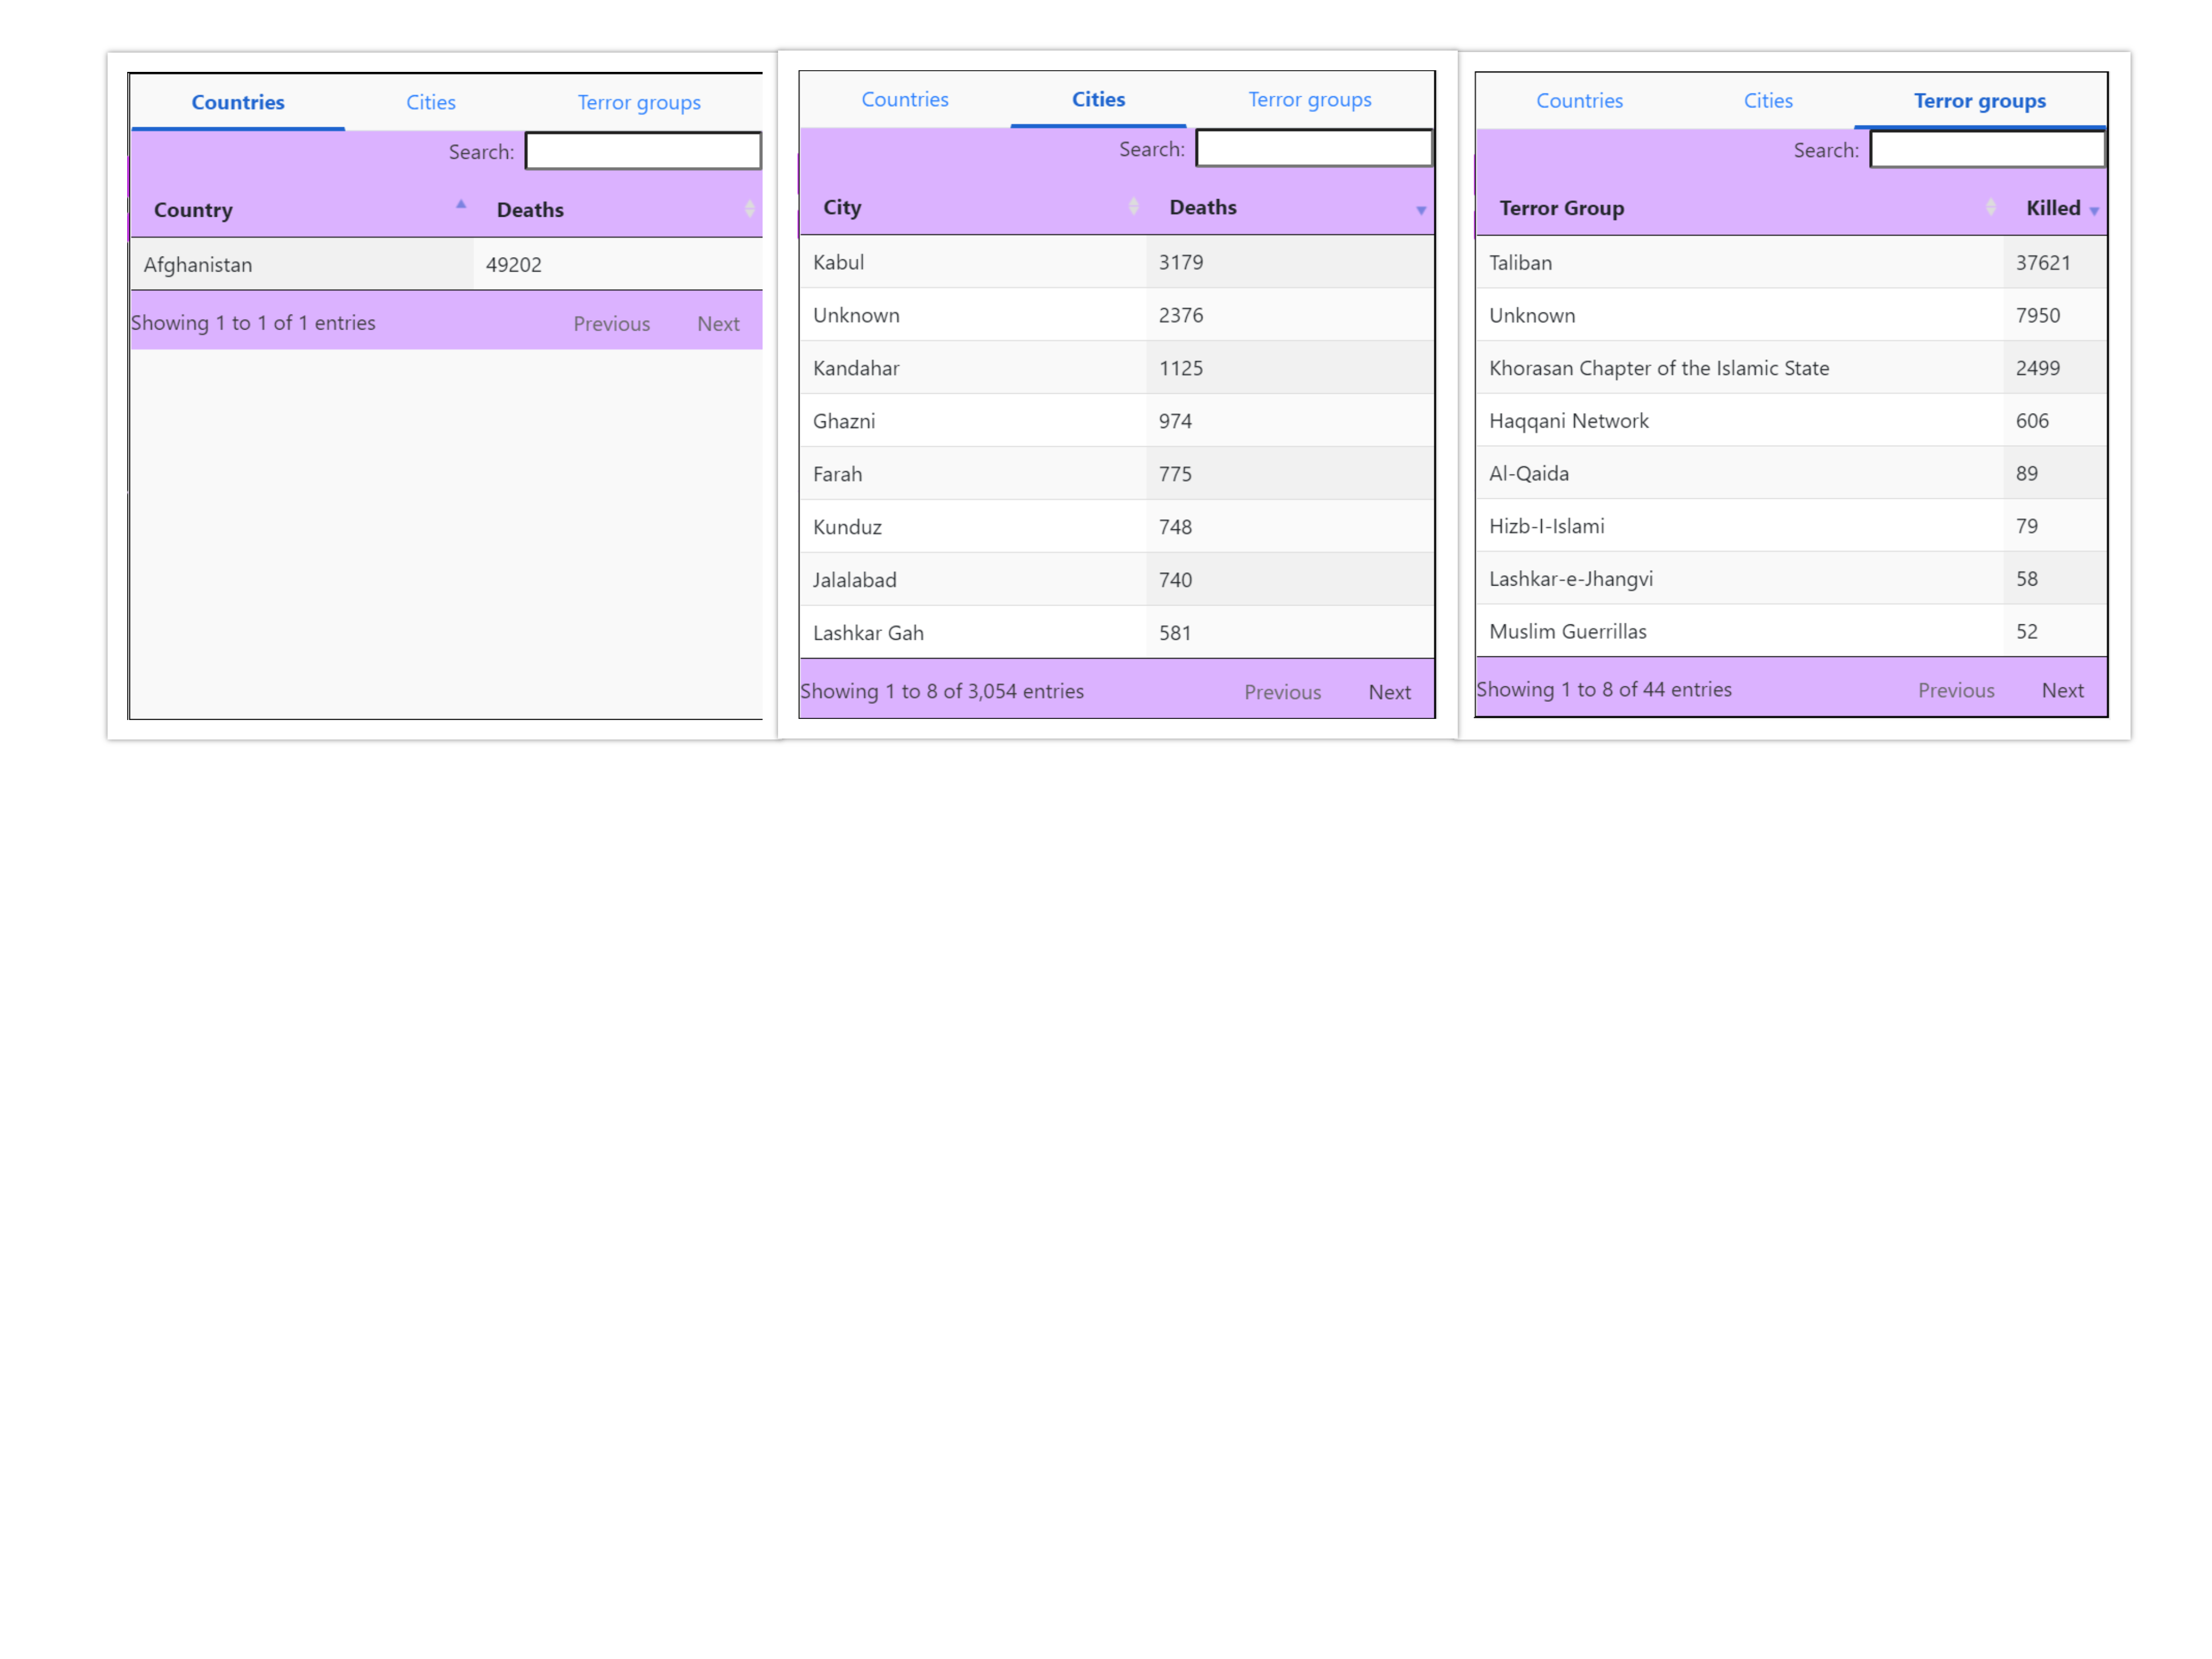 Countries Cities Terror groups
Search:
Country Deaths
Afghanistan 49202
Showing 1 to 1 of 1 entries Previous Next
Countries Cities Terror groups
Search:
City Deaths
Kabul 3179
Unknown 2376
Kandahar 1125
Ghazni 974
Farah 775
Kunduz 748
Jalalabad 740
Lashkar Gah 581
Showing 1 to 8 of 3,054 entries Previous Next
Countries Cities Terror groups
Search:
Terror Group Killed
Taliban 37621
Unknown 7950
Khorasan Chapter of the Islamic State 2499
Haqqani Network 606
Al-Qaida 89
Hizb-I-Islami 79
Lashkar-e-Jhangvi 58
Muslim Guerrillas 52
Showing 1 to 8 of 44 entries Previous Next